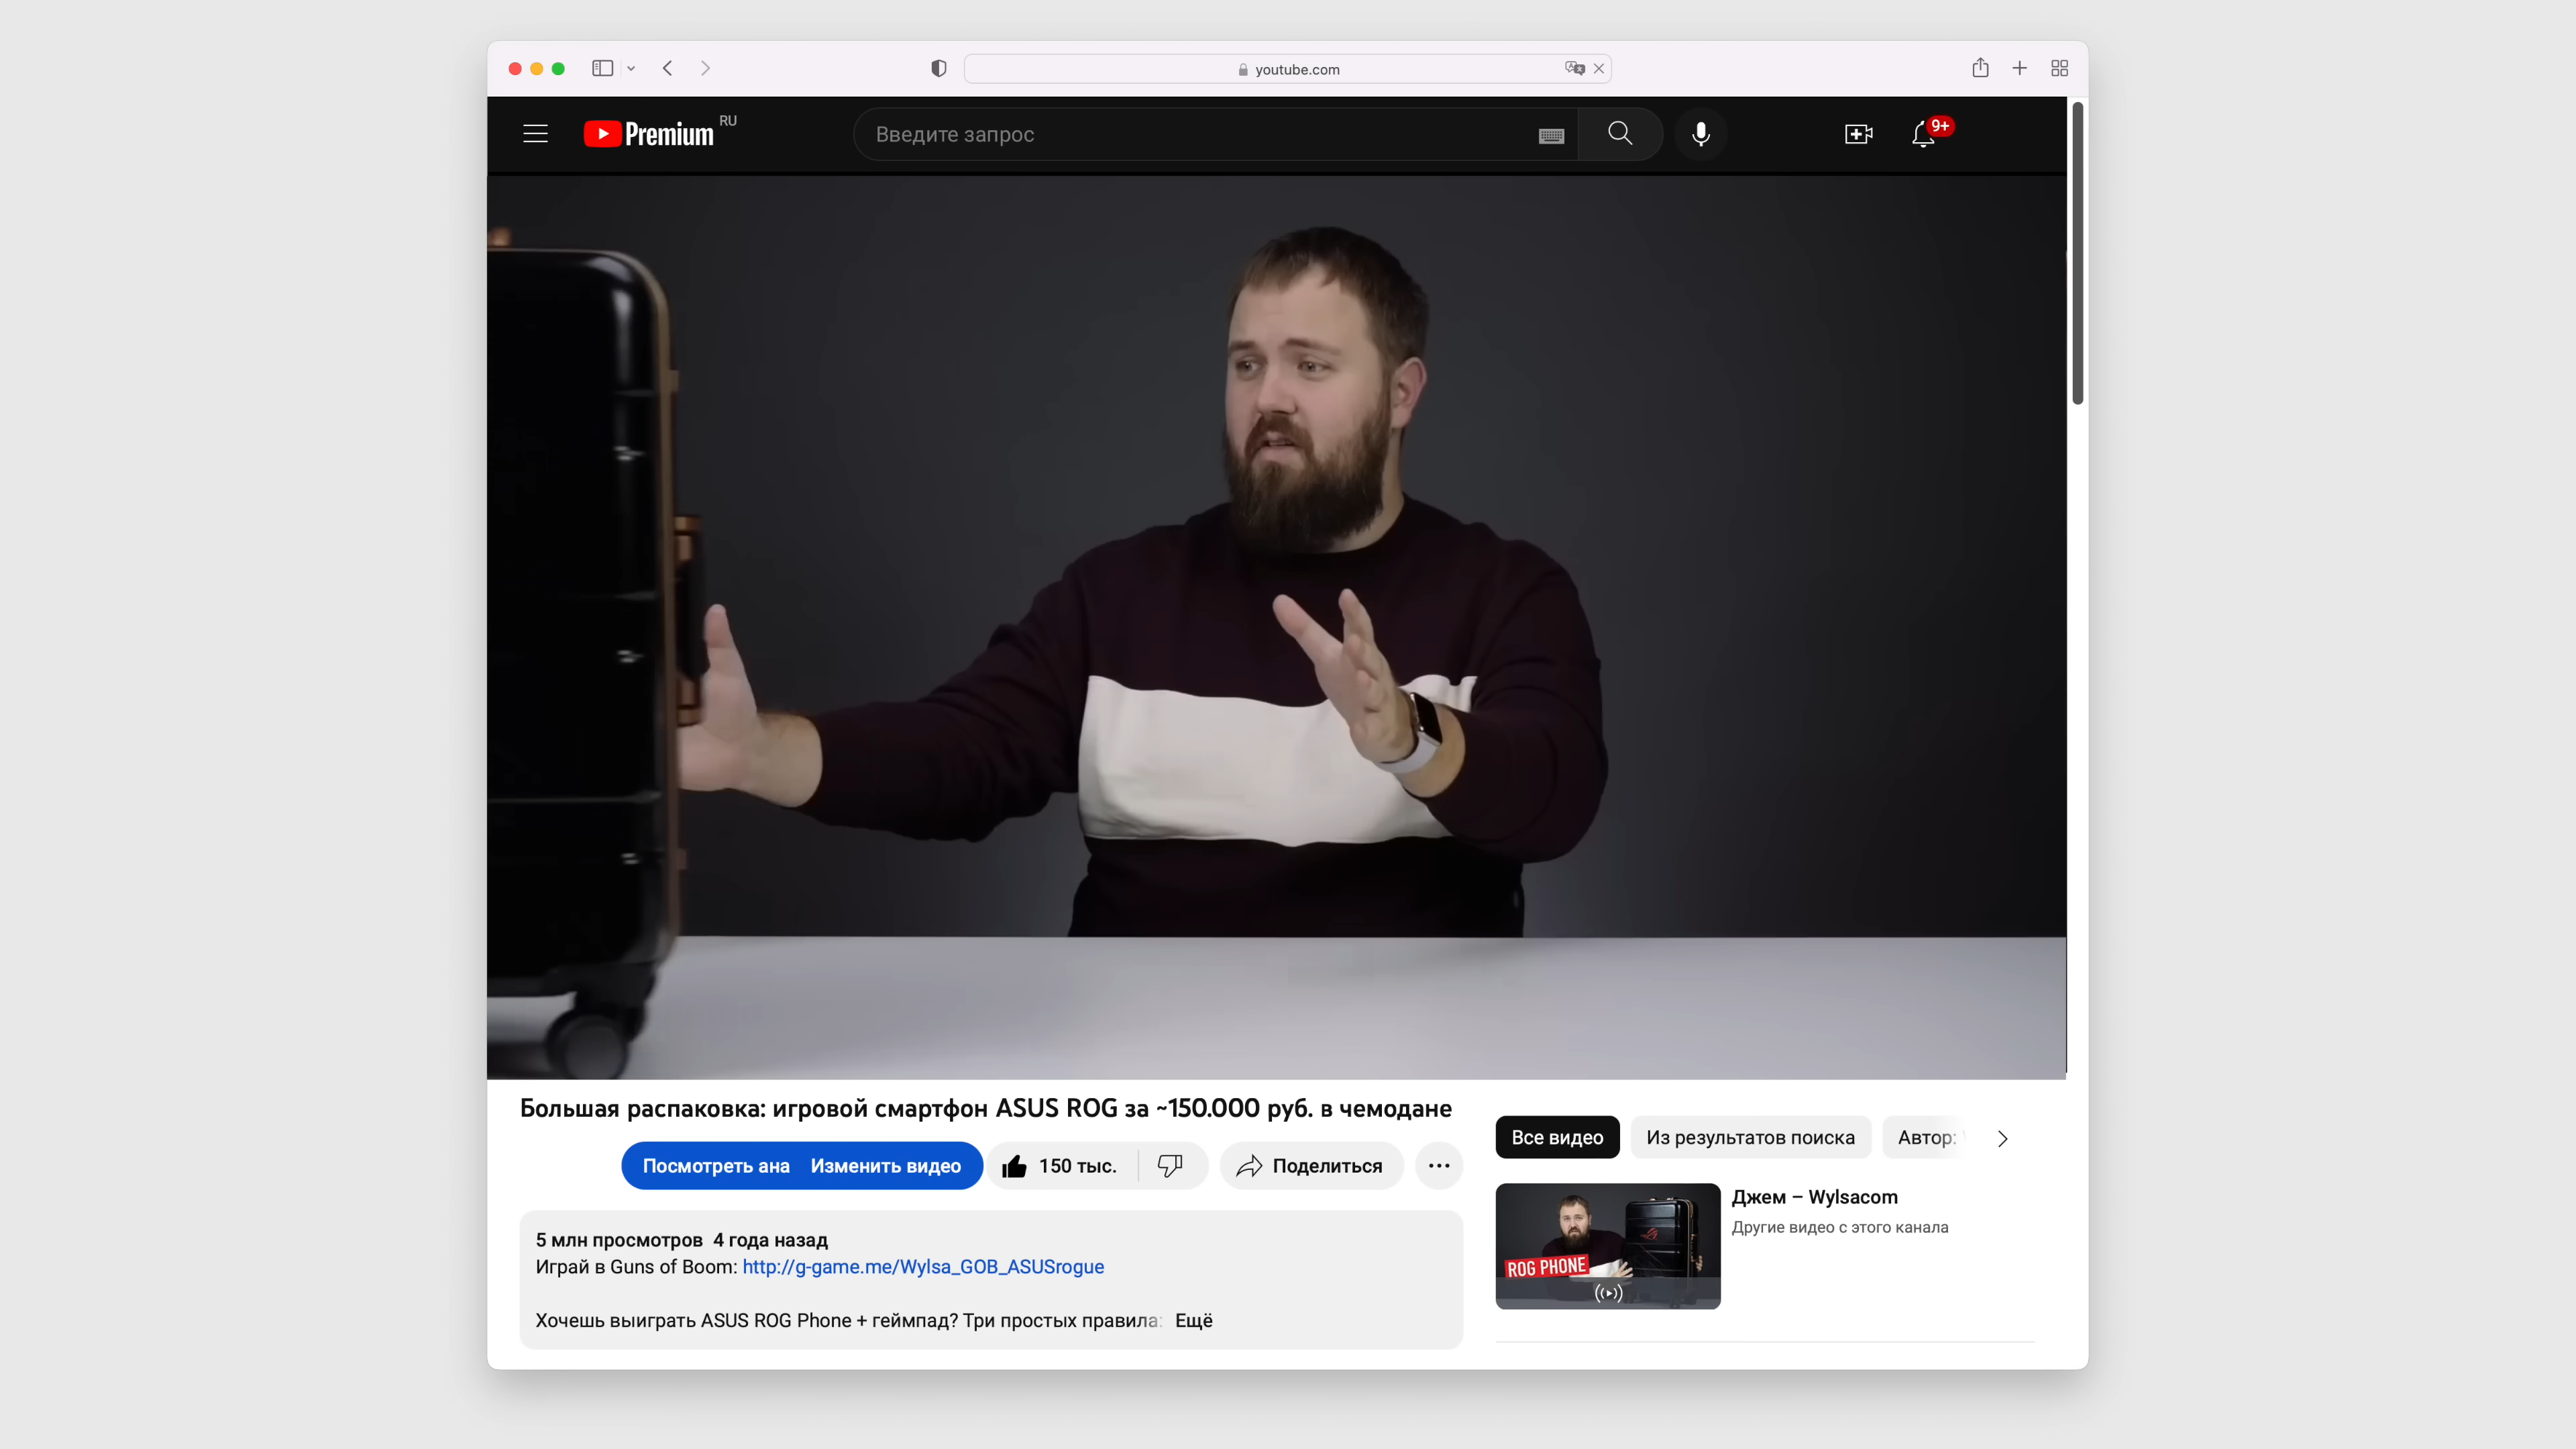 youtube.com
Premium RU
Введите запрос
9+
Большая распаковка: игровой смартфон ASUS ROG за ~150.000 руб. в чемодане
Посмотреть ана Изменить видео
150 тыс.
Поделиться
5 млн просмотров 4 года назад
Играй в Guns of Boom: http://g-game.me/Wylsa_GOB_ASUSrogue
Хочешь выиграть ASUS ROG Phone + геймпад? Три простых правила: Ещё
Все видео
Из результатов поиска
Автор:
ROG PHONE
Джем – Wylsacom
Другие видео с этого канала